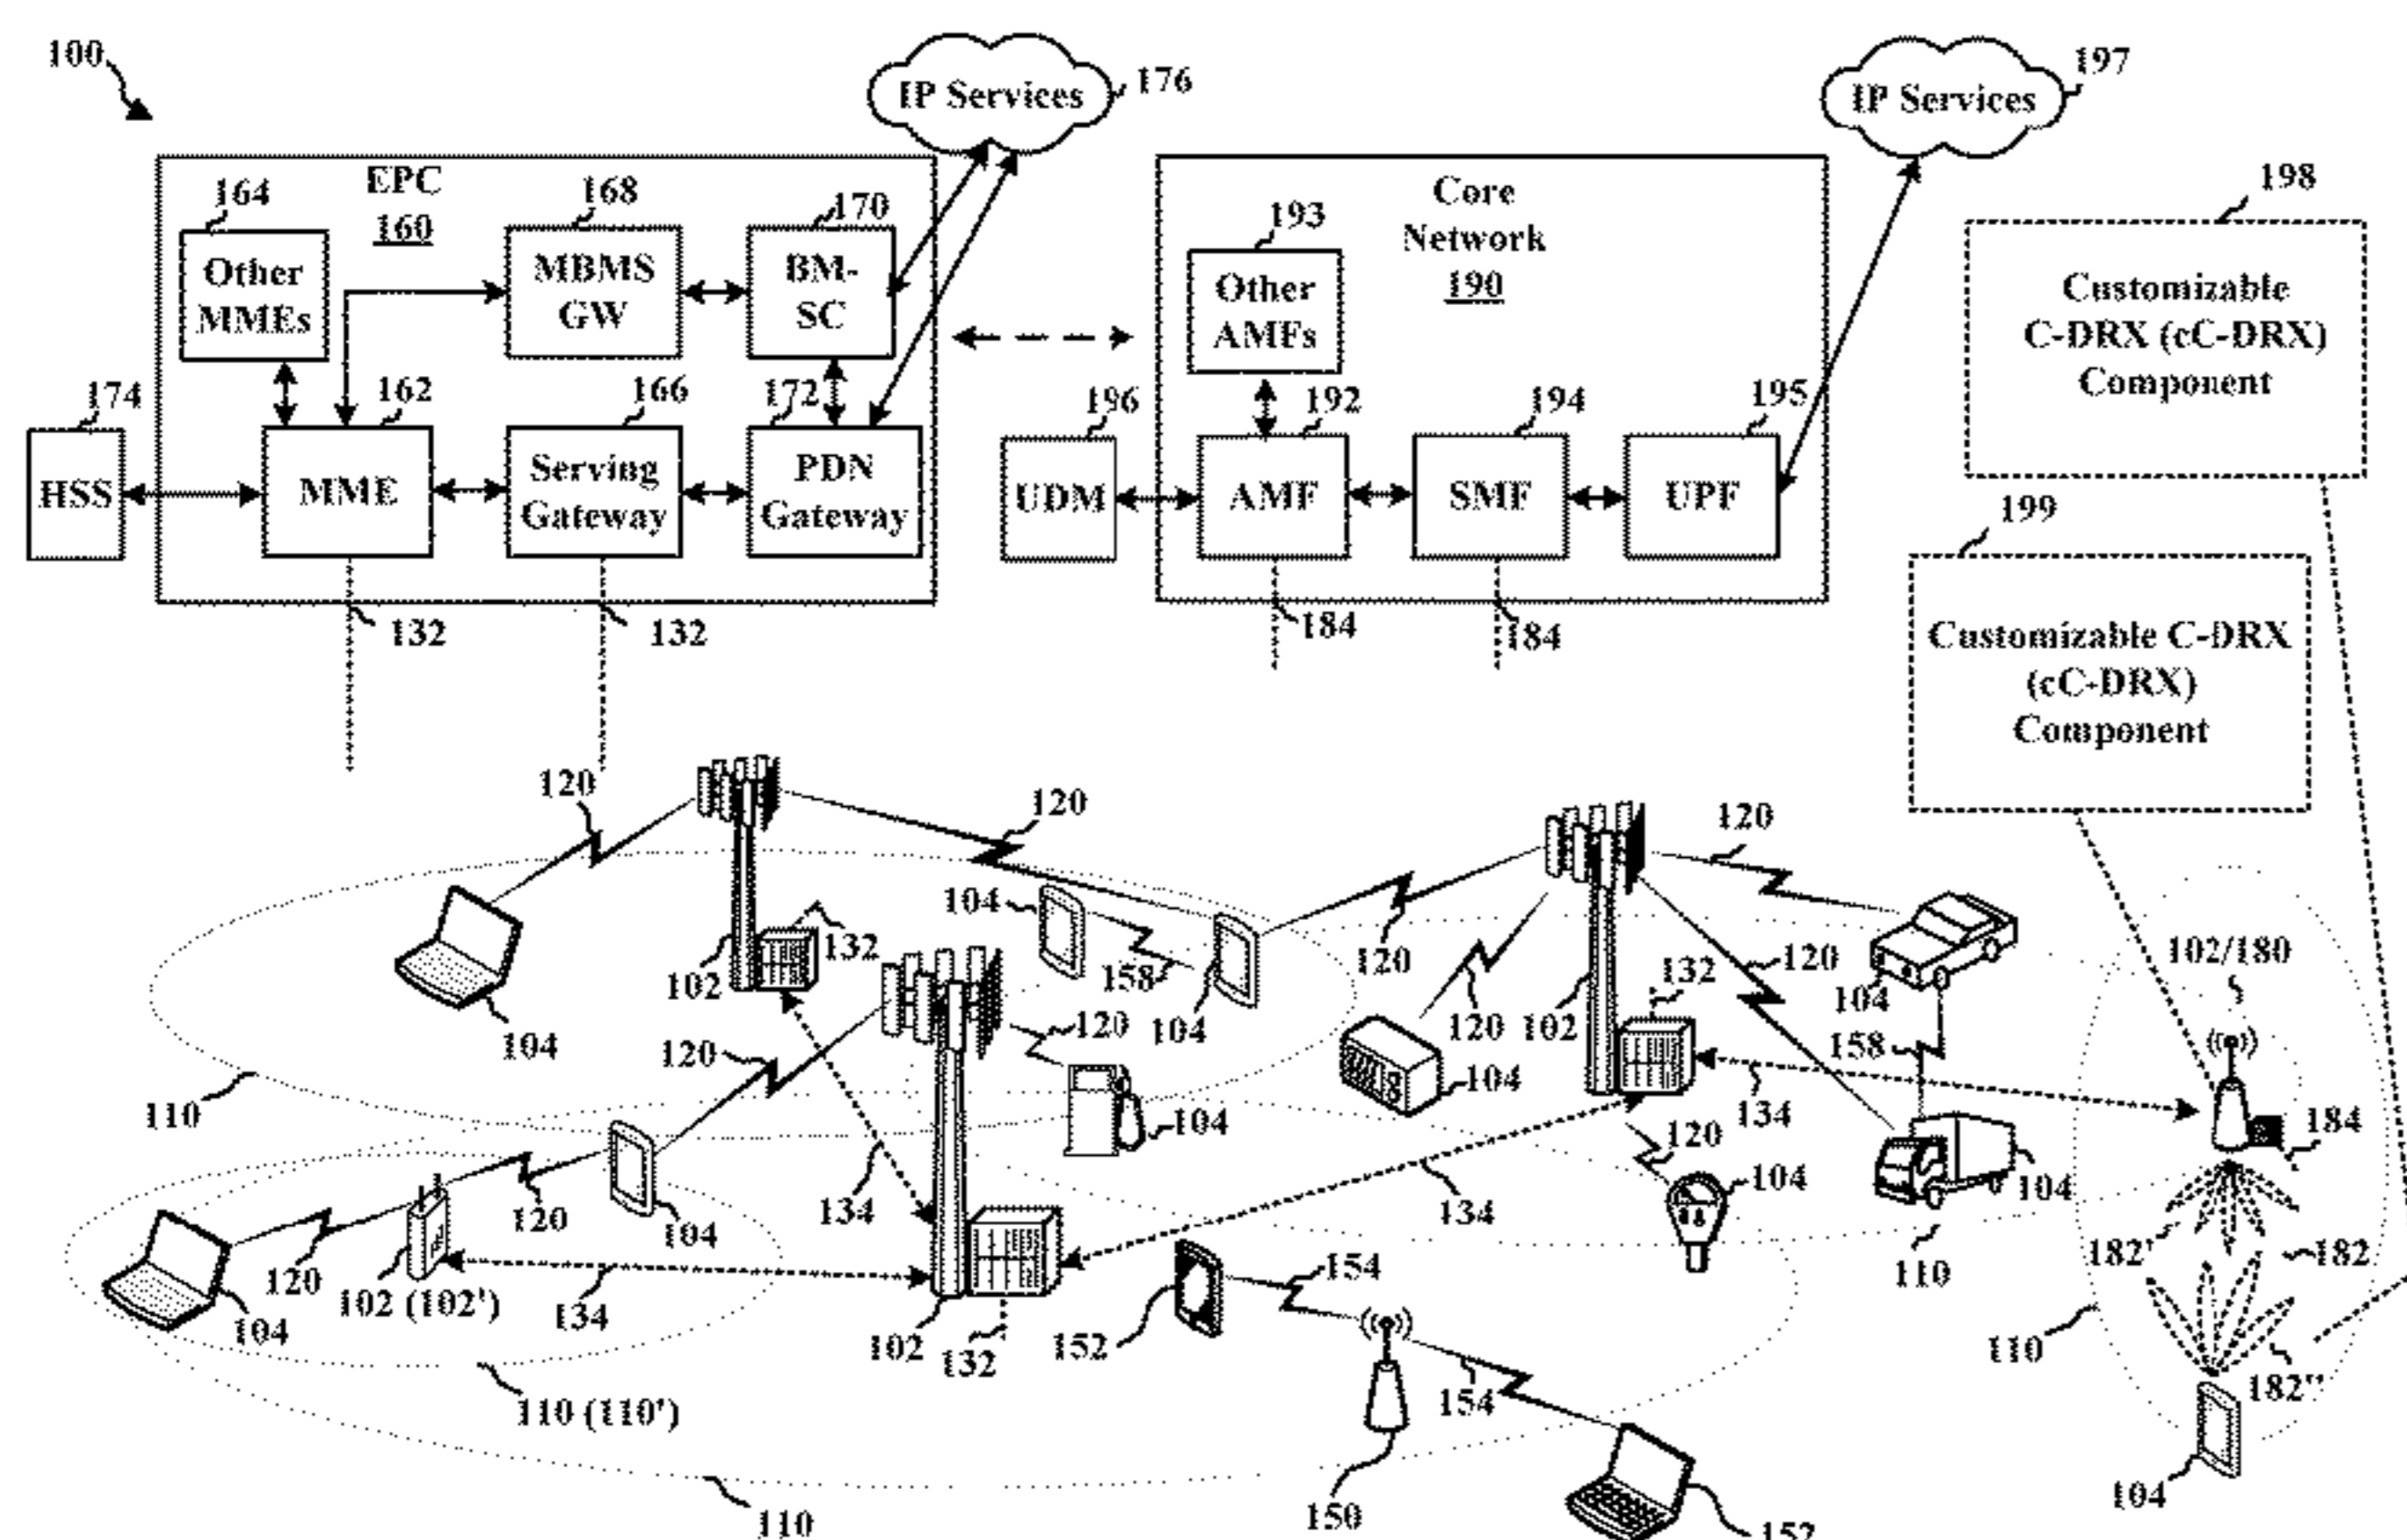 100
IP Services
176
IP Services
197
EPC
160
164
168
170
Other
MMEs
MBMS
GW
BM-
SC
Core
Network
190
193
Other
AMFs
198
Customizable
C-DRX (cC-DRX)
Component
174
162
166
172
196
192
194
195
HSS
MME
Serving
Gateway
PDN
Gateway
UDM
AMF
SMF
UPF
199
Customizable C-DRX
(cC-DRX)
Component
132
132
184
184
120
120
120
104
102
132
158
104
120
120
102
132
120
104
102/180
104
120
120
104
158
110
104
104
134
184
120
104
134
134
120
104
104
182'
182
120
104
102 (102')
134
120
104
102
132
152
154
110
110
182"
110 (110')
154
104
110
150
152